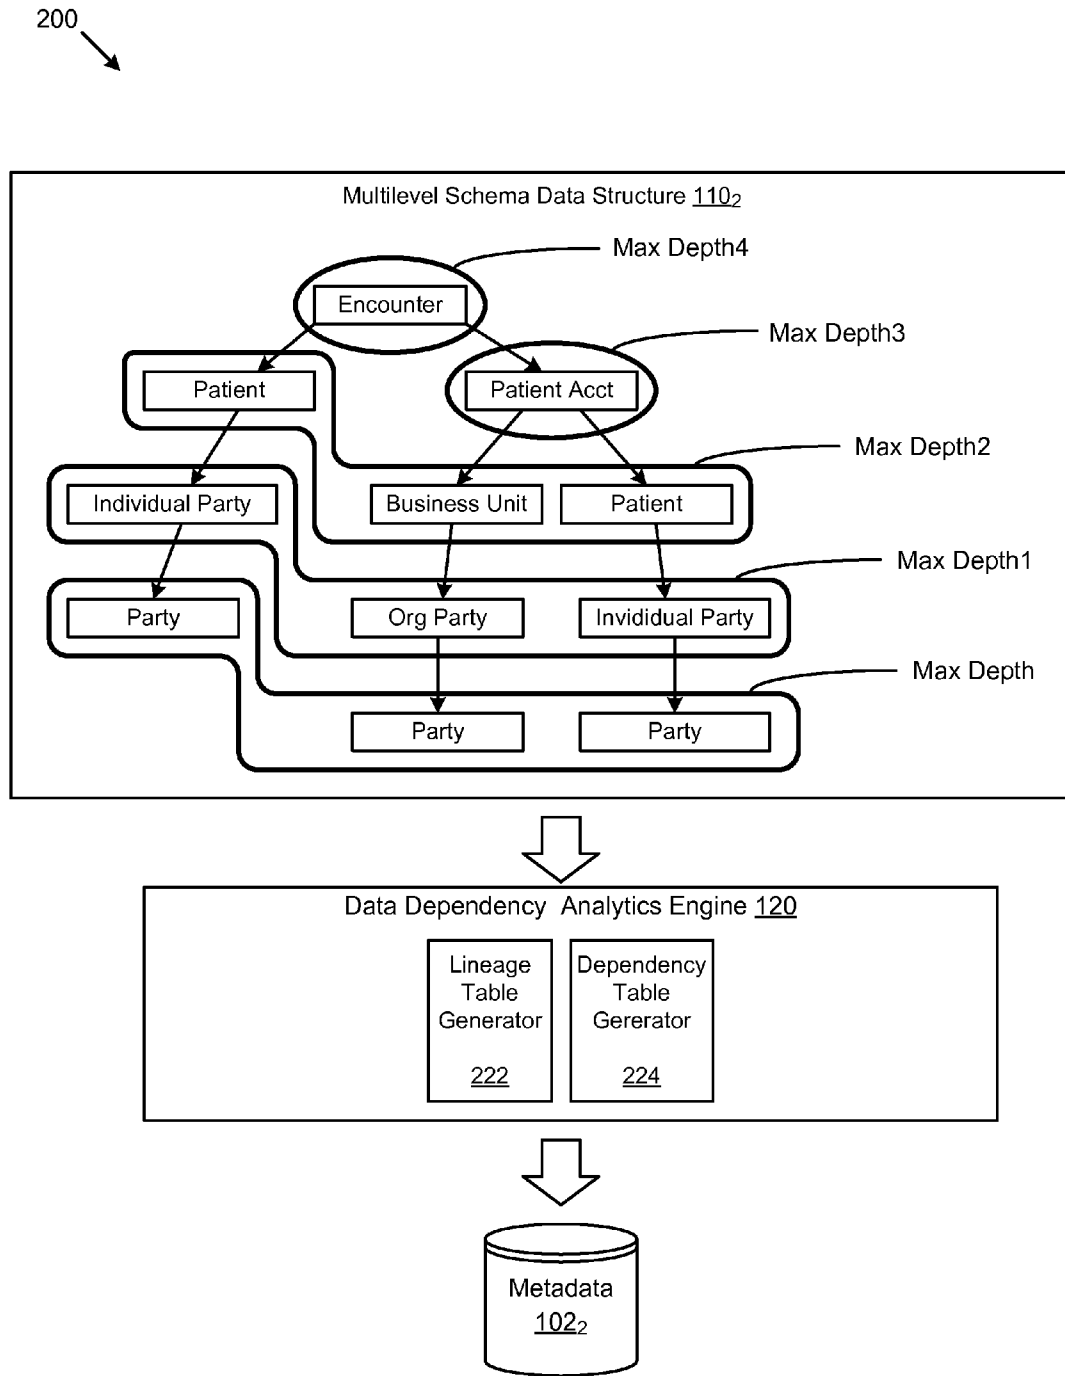 200
Multilevel Schema Data Structure 110₂
Max Depth4
Encounter
Max Depth3
Patient
Patient Acct
Max Depth2
Individual Party
Business Unit
Patient
Max Depth1
Party
Org Party
Invididual Party
Max Depth
Party
Party
Data Dependency Analytics Engine 120
Lineage
Table
Generator
222
Dependency
Table
Gererator
224
Metadata
102₂